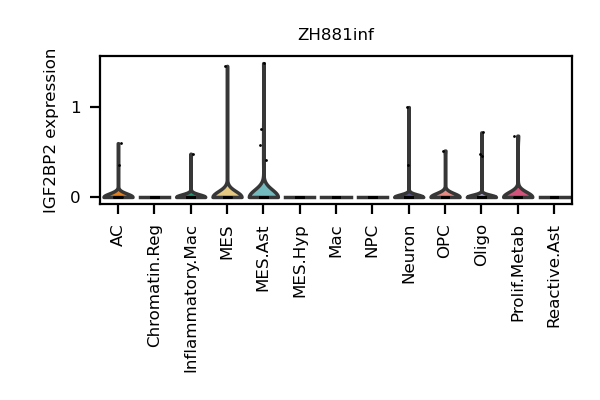 ZH881inf
IGF2BP2 expression
1
0
AC
Chromatin.Reg
Inflammatory.Mac
MES
MES.Ast
MES.Hyp
Mac
NPC
Neuron
OPC
Oligo
Prolif.Metab
Reactive.Ast